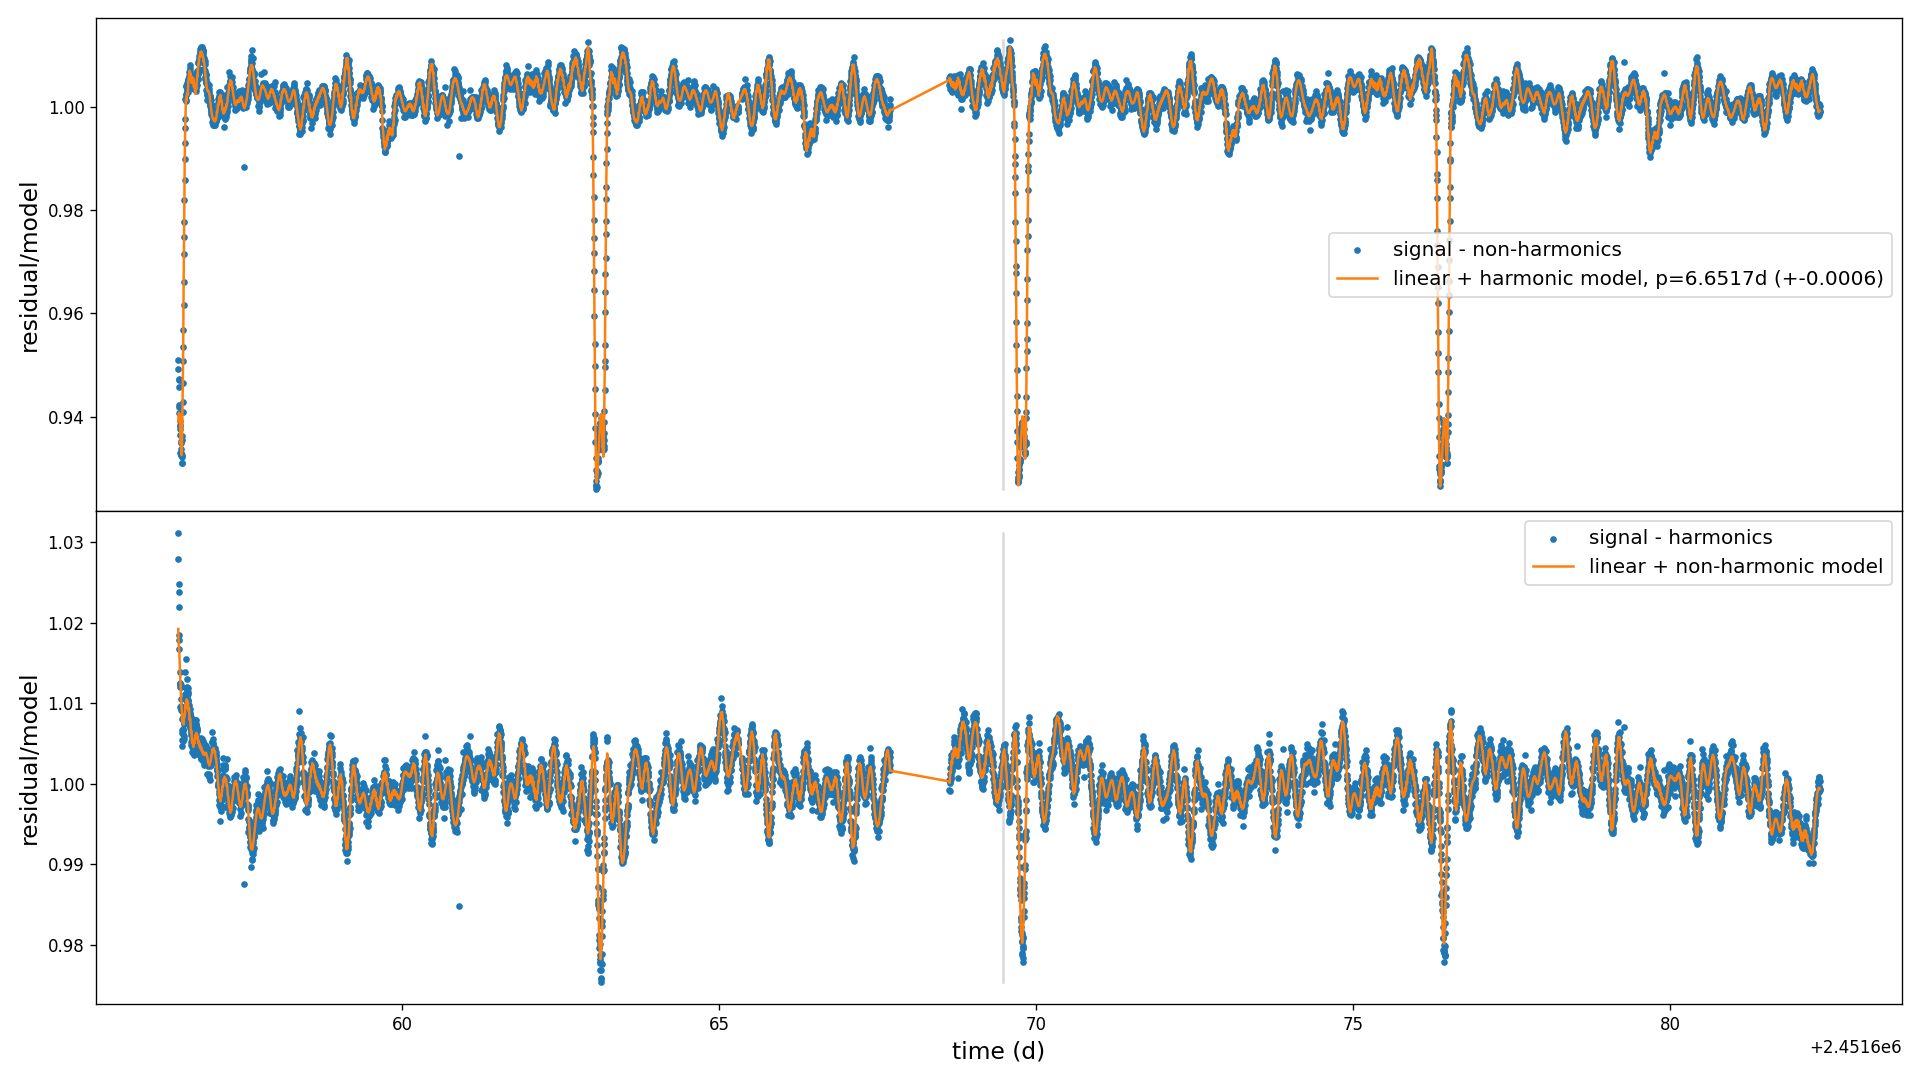 1.00
0.98
0.96
0.94
residual/model
signal - non-harmonics
linear + harmonic model, p=6.6517d (+-0.0006)
1.03
1.02
1.01
1.00
0.99
0.98
residual/model
signal - harmonics
linear + non-harmonic model
60
65
70
75
80
time (d)
+2.4516e6